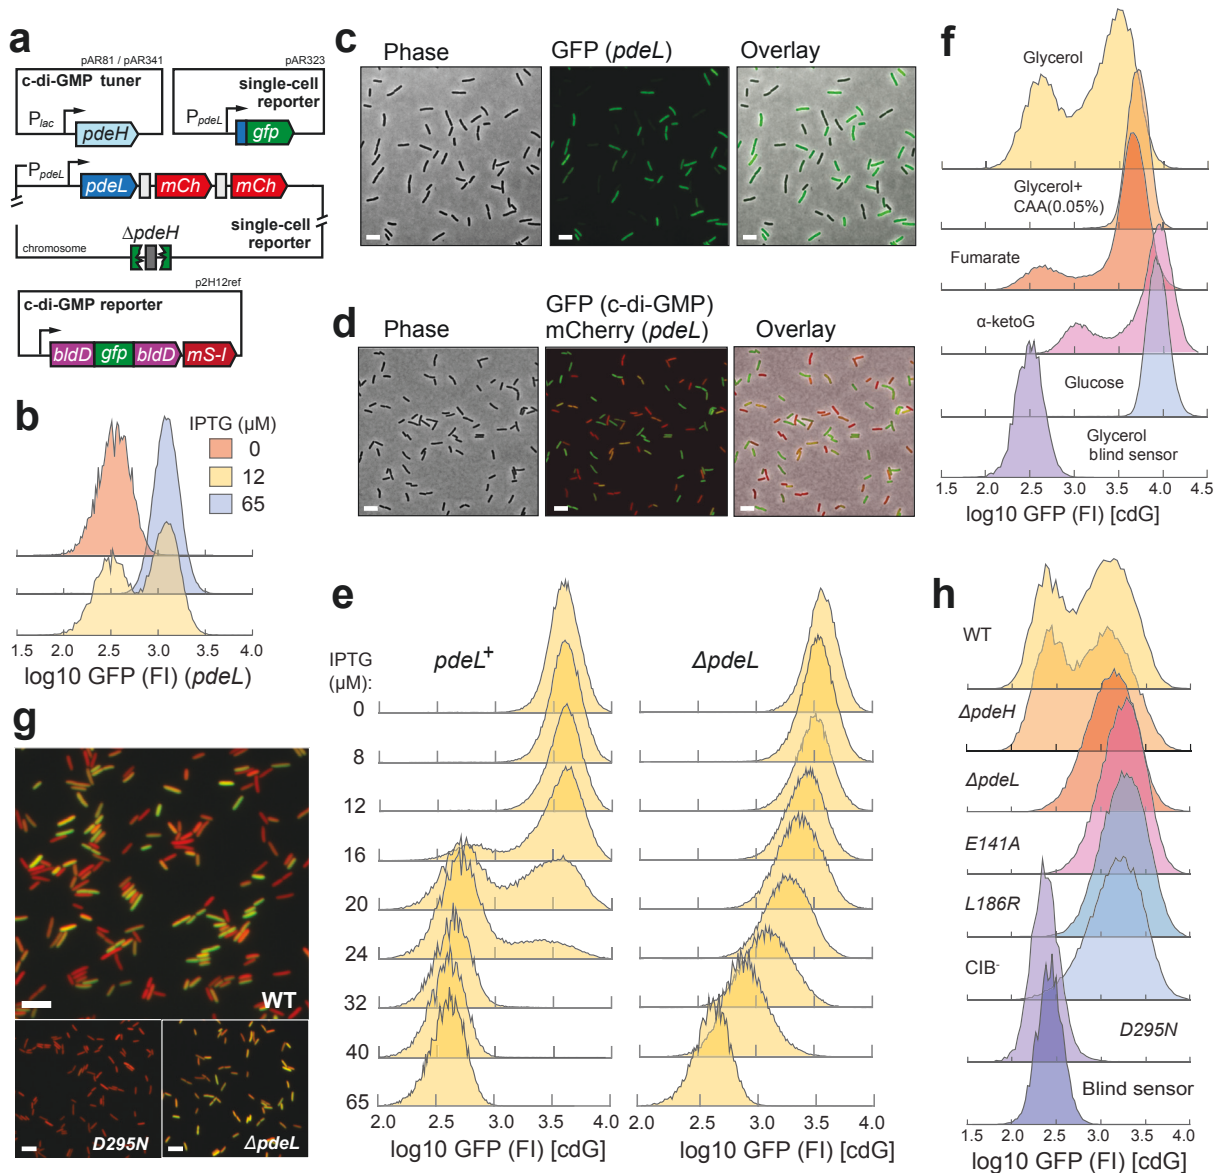 a
pAR81 / pAR341
c-di-GMP tuner
Plac
pdeH
pAR323
single-cell
reporter
PpdeL
gfp
PpdeL
pdeL
mCh
mCh
single-cell
reporter
chromosome
ΔpdeH
p2H12ref
c-di-GMP reporter
bldD
gfp
bldD
mS-I
b
IPTG (µM)
0
12
65
1.5 2.0 2.5 3.0 3.5 4.0
log10 GFP (FI) (pdeL)
c
Phase
GFP (pdeL)
Overlay
d
Phase
GFP (c-di-GMP)
mCherry (pdeL)
Overlay
e
IPTG
(µM):
pdeL+
ΔpdeL
0
8
12
16
20
24
32
40
65
2.0 2.5 3.0 3.5 4.0
log10 GFP (FI) [cdG]
2.0 2.5 3.0 3.5 4.0
log10 GFP (FI) [cdG]
f
Glycerol
Glycerol+
CAA(0.05%)
Fumarate
α-ketoG
Glucose
Glycerol
blind sensor
1.5 2.0 2.5 3.0 3.5 4.0 4.5
log10 GFP (FI) [cdG]
g
WT
D295N
ΔpdeL
h
WT
ΔpdeH
ΔpdeL
E141A
L186R
CIB-
D295N
Blind sensor
1.5 2.0 2.5 3.0 3.5 4.0
log10 GFP (FI) [cdG]